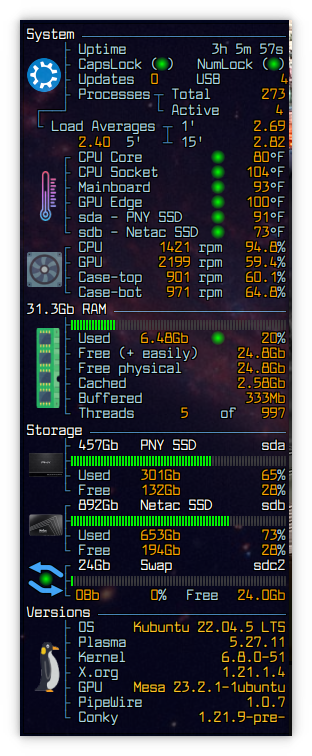 System
Uptime 3h 5m 57s
CapsLock ( ) NumLock ( )
Updates 0 USB 4
Processes Total 273
Active 4
Load Averages 1' 2.69
2.40 5' 15' 2.82
CPU Core 80°F
CPU Socket 104°F
Mainboard 93°F
GPU Edge 100°F
sda - PNY SSD 91°F
sdb - Netac SSD 73°F
CPU 1421 rpm 94.8%
GPU 2199 rpm 59.4%
Case-top 901 rpm 60.1%
Case-bot 971 rpm 64.8%
31.3Gb RAM
Used 6.48Gb 20%
Free (+ easily) 24.8Gb
Free physical 24.8Gb
Cached 2.58Gb
Buffered 333Mb
Threads 5 of 997
Storage
457Gb PNY SSD sda
Used 301Gb 65%
Free 132Gb 28%
892Gb Netac SSD sdb
Used 653Gb 73%
Free 194Gb 28%
24Gb Swap sdc2
08b 0% Free 24.0Gb
Versions
OS Kubuntu 22.04.5 LTS
Plasma 5.27.11
Kernel 6.8.0-51
X.org 1.21.1.4
GPU Mesa 23.2.1-1ubuntu
PipeWire 1.0.7
Conky 1.21.9-pre-